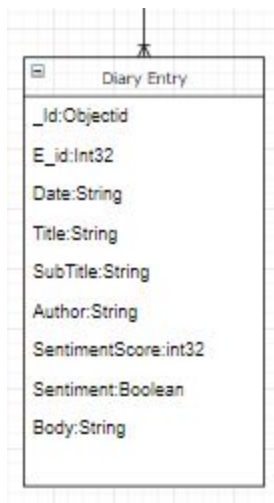 Diary Entry
_Id:Objectid
E_id:Int32
Date:String
Title:String
SubTitle:String
Author:String
SentimentScore:int32
Sentiment:Boolean
Body:String